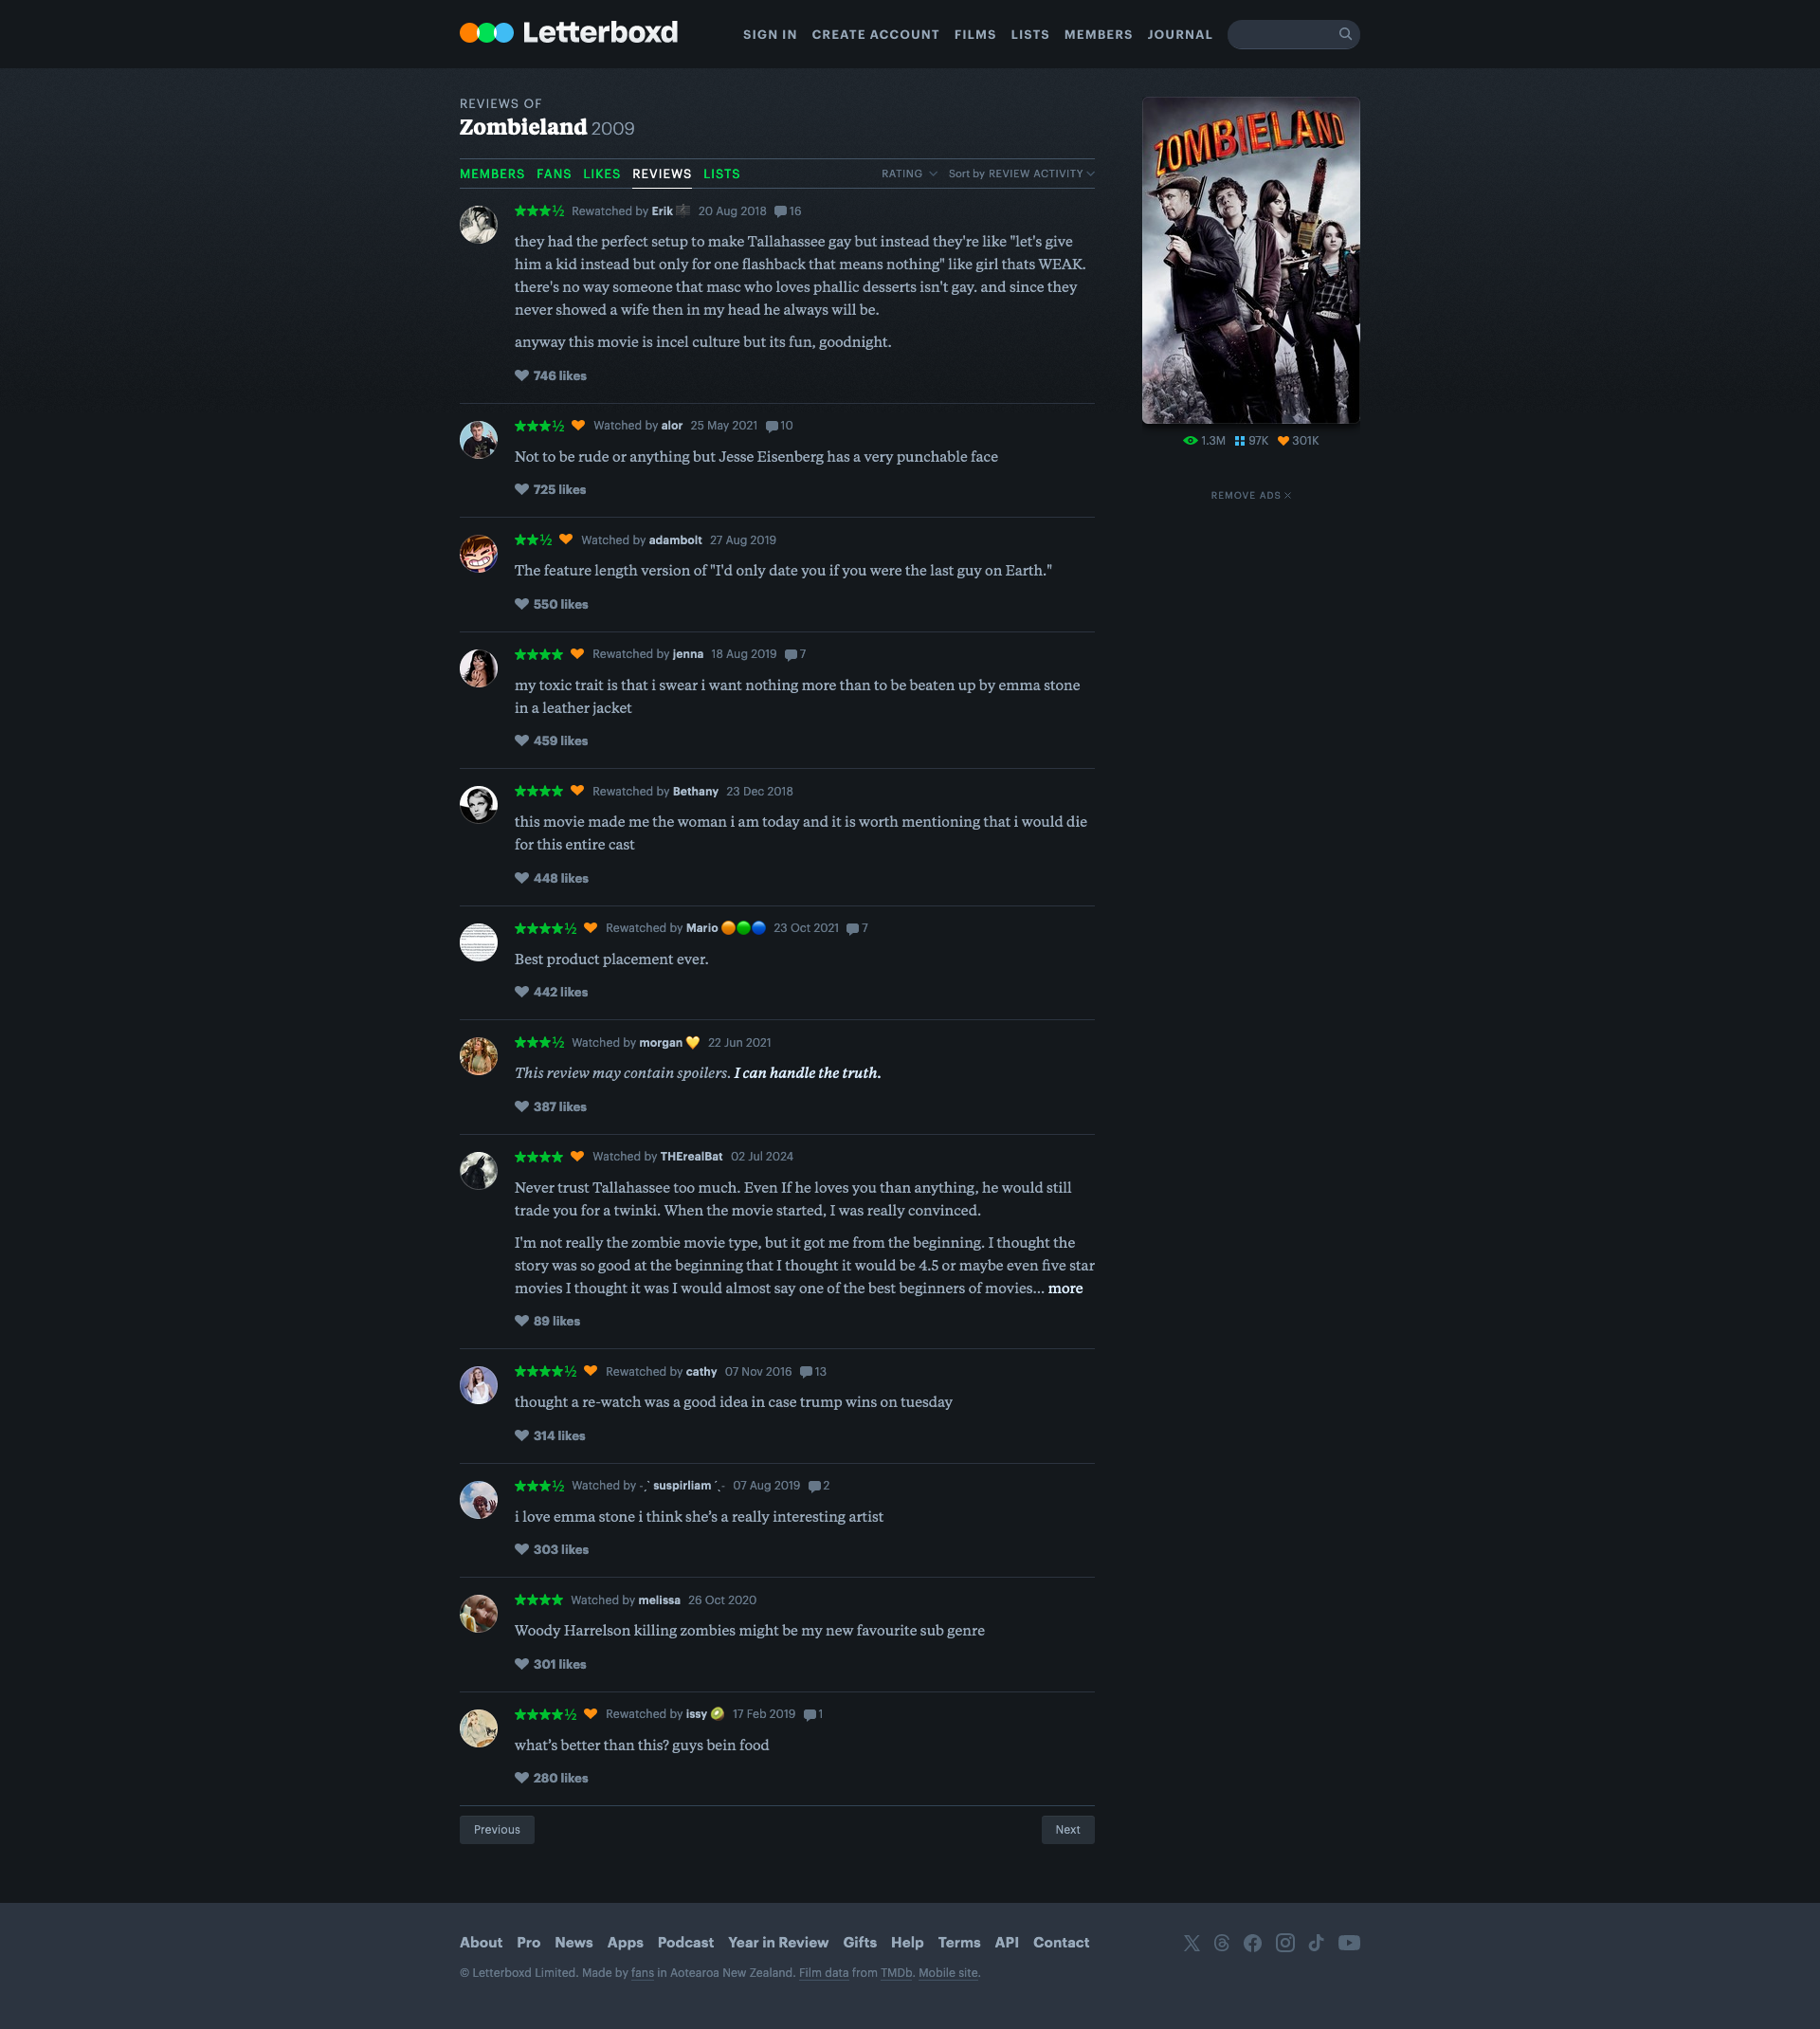 Letterboxd
SIGN IN CREATE ACCOUNT FILMS LISTS MEMBERS JOURNAL
REVIEWS OF
Zombieland 2009
MEMBERS FANS LIKES REVIEWS LISTS
RATING Sort by REVIEW ACTIVITY
★★★½ Rewatched by Erik 20 Aug 2018 16
they had the perfect setup to make Tallahassee gay but instead they're like "let's give
him a kid instead but only for one flashback that means nothing" like girl thats WEAK.
there's no way someone that masc who loves phallic desserts isn't gay. and since they
never showed a wife then in my head he always will be.
anyway this movie is incel culture but its fun, goodnight.
746 likes
★★★½ Watched by alor 25 May 2021 10
Not to be rude or anything but Jesse Eisenberg has a very punchable face
725 likes
★★½ Watched by adambolt 27 Aug 2019
The feature length version of "I'd only date you if you were the last guy on Earth."
550 likes
★★★★ Rewatched by jenna 18 Aug 2019 7
my toxic trait is that i swear i want nothing more than to be beaten up by emma stone
in a leather jacket
459 likes
★★★★ Rewatched by Bethany 23 Dec 2018
this movie made me the woman i am today and it is worth mentioning that i would die
for this entire cast
448 likes
★★★★½ Rewatched by Mario 🟠🟢🔵 23 Oct 2021 7
Best product placement ever.
442 likes
★★★½ Watched by morgan 💛 22 Jun 2021
This review may contain spoilers. I can handle the truth.
387 likes
★★★★ Watched by THErealBat 02 Jul 2024
Never trust Tallahassee too much. Even If he loves you than anything, he would still
trade you for a twinki. When the movie started, I was really convinced.
I'm not really the zombie movie type, but it got me from the beginning. I thought the
story was so good at the beginning that I thought it would be 4.5 or maybe even five star
movies I thought it was I would almost say one of the best beginners of movies… more
89 likes
★★★★½ Rewatched by cathy 07 Nov 2016 13
thought a re-watch was a good idea in case trump wins on tuesday
314 likes
★★★½ Watched by -ˏ` suspirliam ´ˎ- 07 Aug 2019 2
i love emma stone i think she's a really interesting artist
303 likes
★★★★ Watched by melissa 26 Oct 2020
Woody Harrelson killing zombies might be my new favourite sub genre
301 likes
★★★★½ Rewatched by issy 🥝 17 Feb 2019 1
what's better than this? guys bein food
280 likes
Previous
Next
ZOMBIELAND
1.3M 97K 301K
REMOVE ADS
About Pro News Apps Podcast Year in Review Gifts Help Terms API Contact
© Letterboxd Limited. Made by fans in Aotearoa New Zealand. Film data from TMDb. Mobile site.